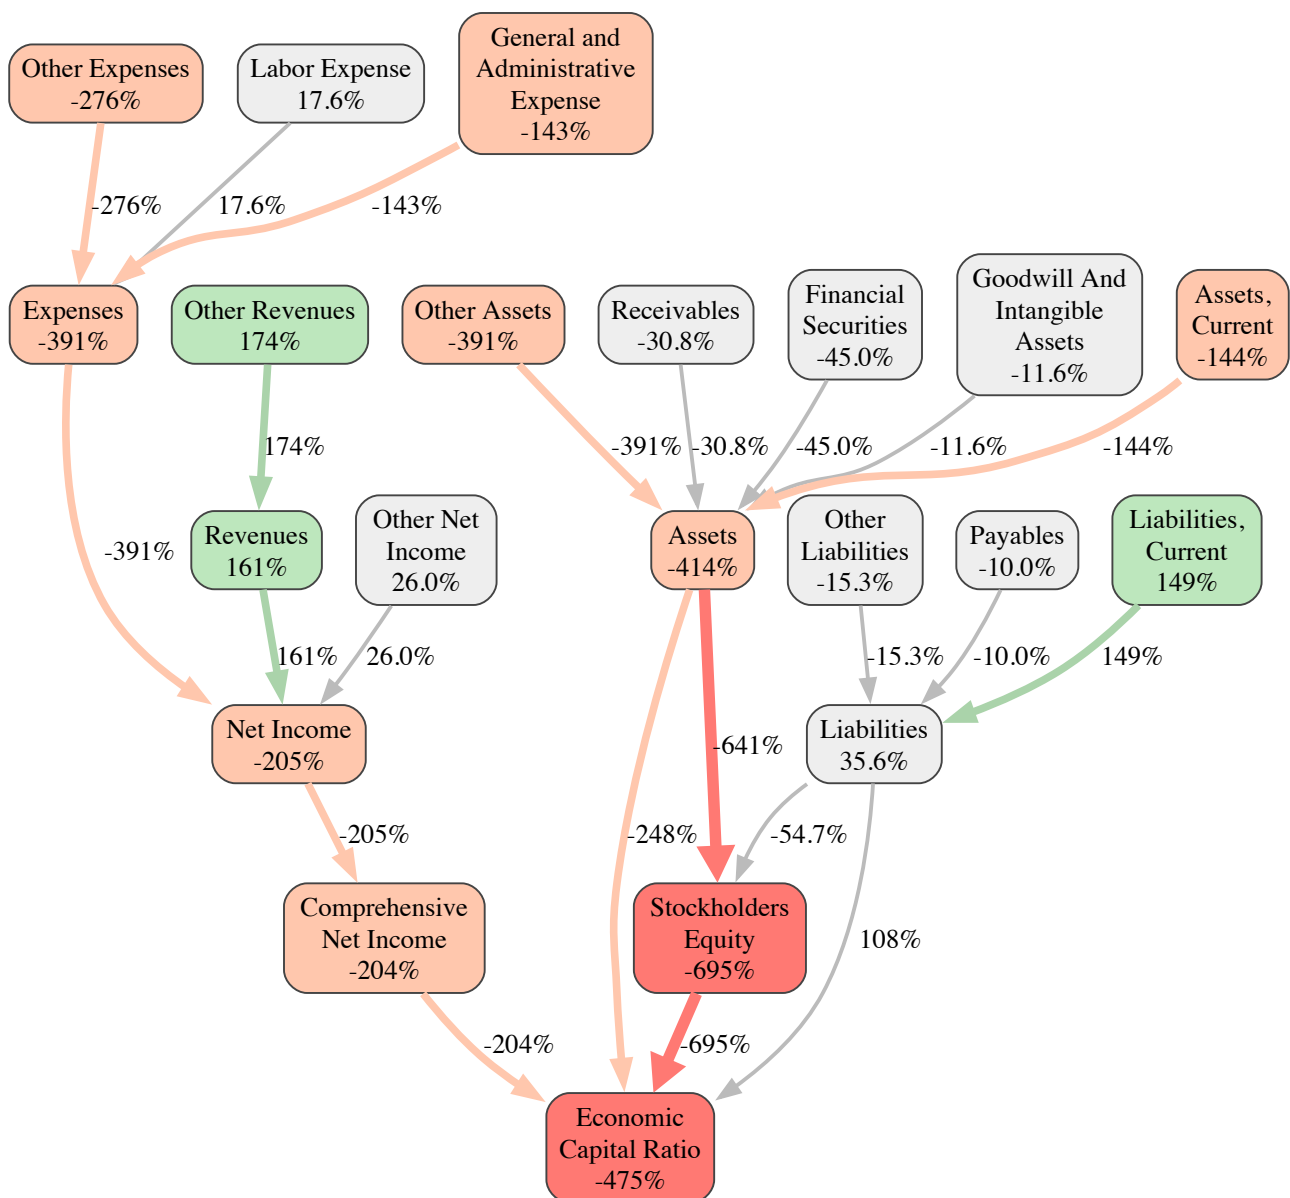 Other Expenses
-276%
Labor Expense
17.6%
General and
Administrative
Expense
-143%
-276%
17.6%
-143%
Expenses
-391%
Other Revenues
174%
Other Assets
-391%
Receivables
-30.8%
Financial
Securities
-45.0%
Goodwill And
Intangible
Assets
-11.6%
Assets,
Current
-144%
174%
-391%
-30.8%
-45.0%
-11.6%
-144%
-391%
Revenues
161%
Other Net
Income
26.0%
Assets
-414%
Other
Liabilities
-15.3%
Payables
-10.0%
Liabilities,
Current
149%
161%
26.0%
-15.3%
-10.0%
149%
Net Income
-205%
-641%
Liabilities
35.6%
-205%
-248%
-54.7%
Comprehensive
Net Income
-204%
Stockholders
Equity
-695%
108%
-204%
-695%
Economic
Capital Ratio
-475%